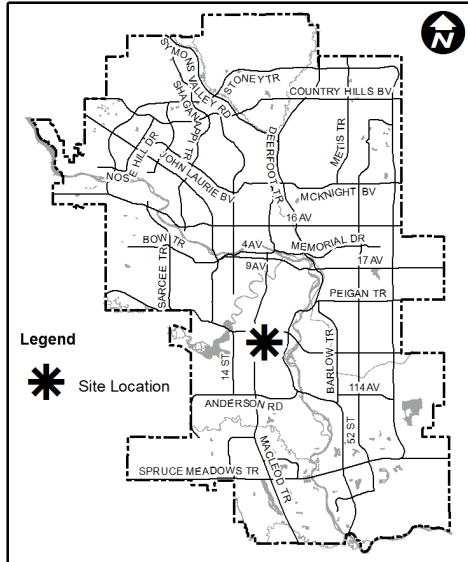 N
SYMONS VALLEY RD
STONEY TR
COUNTRY HILLS BV
SHAGANAPPI TR
METIS TR
DEERFOOT TR
NOSE HILL DR
JOHN LAURIE BV
MCKNIGHT BV
16 AV
BOW TR
4 AV
MEMORIAL DR
9 AV
17 AV
SARCEE TR
PEIGAN TR
Legend
Site Location
14 ST
BARLOW TR
114 AV
ANDERSON RD
52 ST
MACLEOD TR
SPRUCE MEADOWS TR